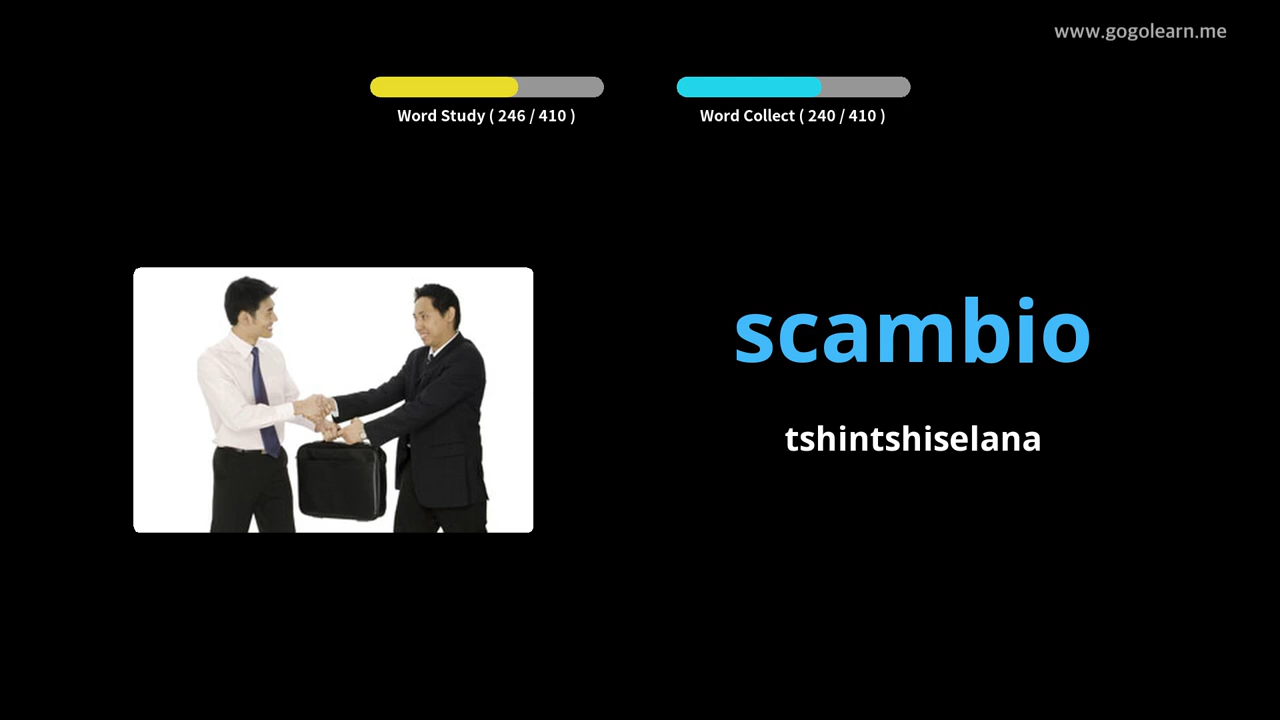 www.gogolearn.me
Word Study ( 246 / 410 )
Word Collect ( 240 / 410 )
scambio
tshintshiselana